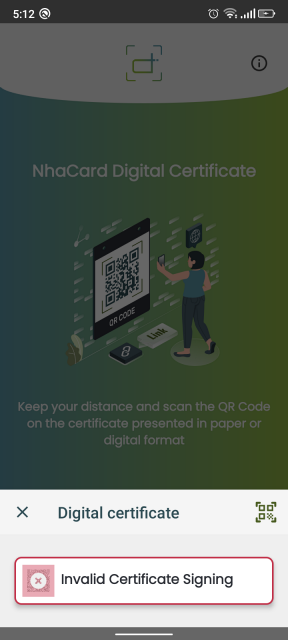 5:12
NhaCard Digital Certificate
QR CODE
Link
Keep your distance and scan the QR Code
on the certificate presented in paper or
digital format
Digital certificate
Invalid Certificate Signing